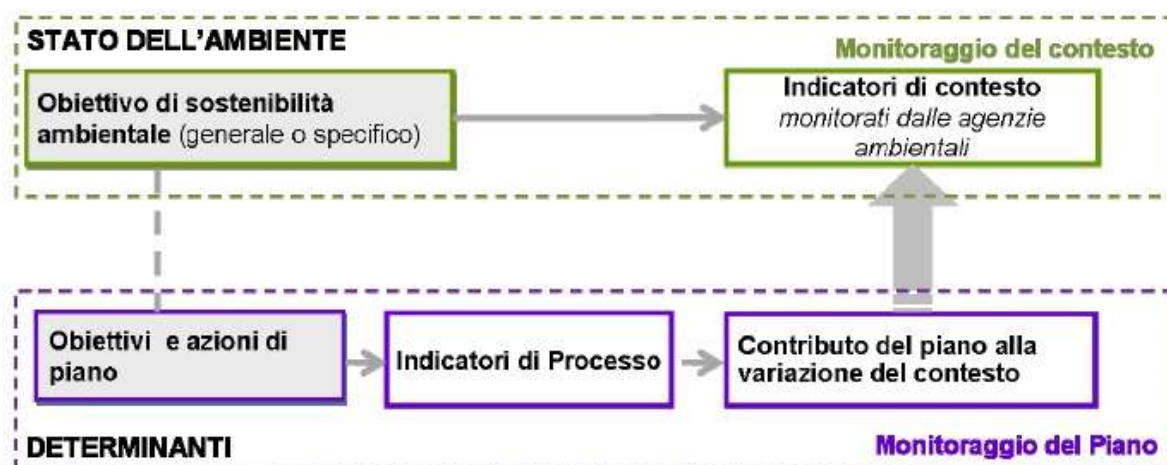 STATO DELL'AMBIENTE
Monitoraggio del contesto
Obiettivo di sostenibilità
ambientale (generale o specifico)
Indicatori di contesto
monitorati dalle agenzie
ambientali
Obiettivi e azioni di
piano
Indicatori di Processo
Contributo del piano alla
variazione del contesto
DETERMINANTI
Monitoraggio del Piano